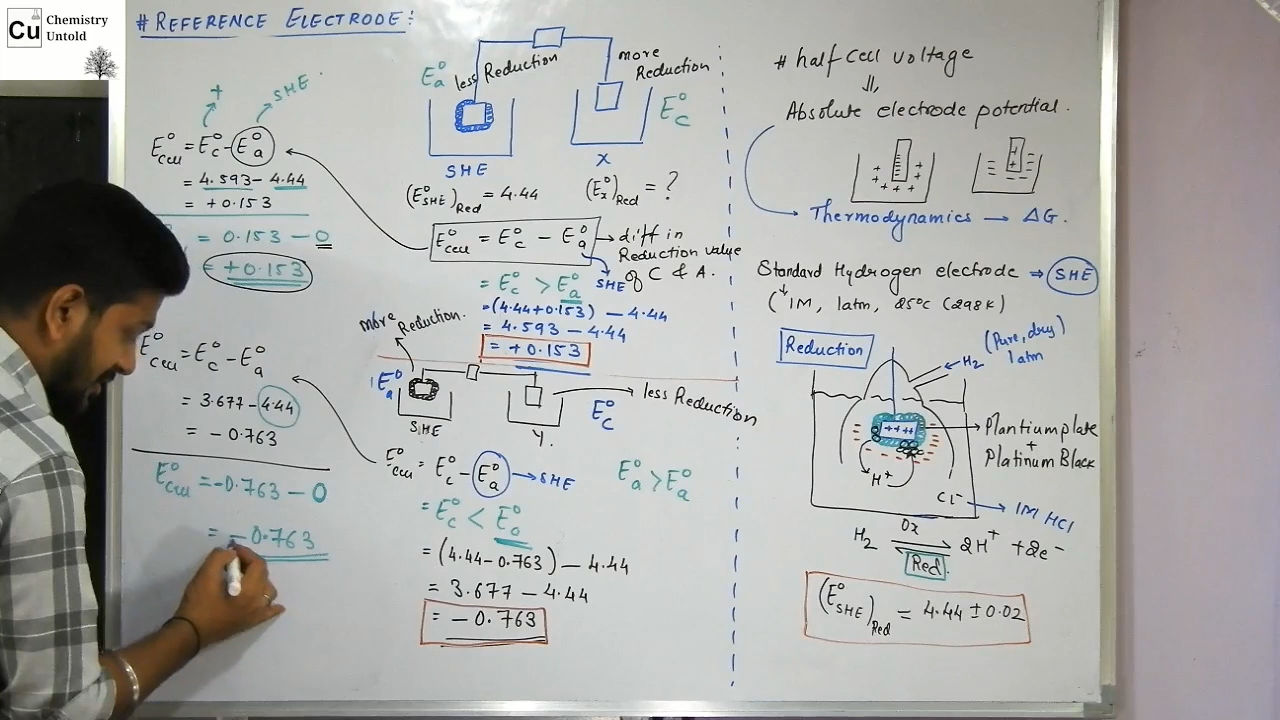 Cu
Chemistry
Untold
# REFERENCE ELECTRODE:
+
SHE
E°cell = E°c - E°a
= 4.593 - 4.44
= +0.153
= 0.153 - 0
= +0.153
E°cell = E°c - E°a
= 3.677 - 4.44
= - 0.763
E°cell = -0.763 - 0
= - 0.763
E°a
less Reduction
more
Reduction
E°c
SHE
X
(E°SHE)Red = 4.44
(E°x)Red = ?
E°cell = E°c - E°a
diff in
Reduction value
of C & A.
SHE
= E°c > E°a
= (4.44+0.153) - 4.44
= 4.593 - 4.44
= +0.153
more
Reduction.
E°a
SHE
Y.
E°c
less Reduction
E°cell = E°c - E°a
SHE
E°a > E°a
= E°c < E°a
= (4.44-0.763) - 4.44
= 3.677 - 4.44
= - 0.763
# half cell voltage
Absolute electrode potential.
Thermodynamics → ΔG.
Standard Hydrogen electrode ⇒ SHE
(1M, 1atm, 25°C (298K)
Reduction
H2
(Pure, dry)
1atm
+++
Plantium plate
+
Platinum Black
H+
Cl-
1M HCl
Ox
H2 ⇌ 2H+ + 2e-
Red.
(E°SHE)Red = 4.44 ± 0.02